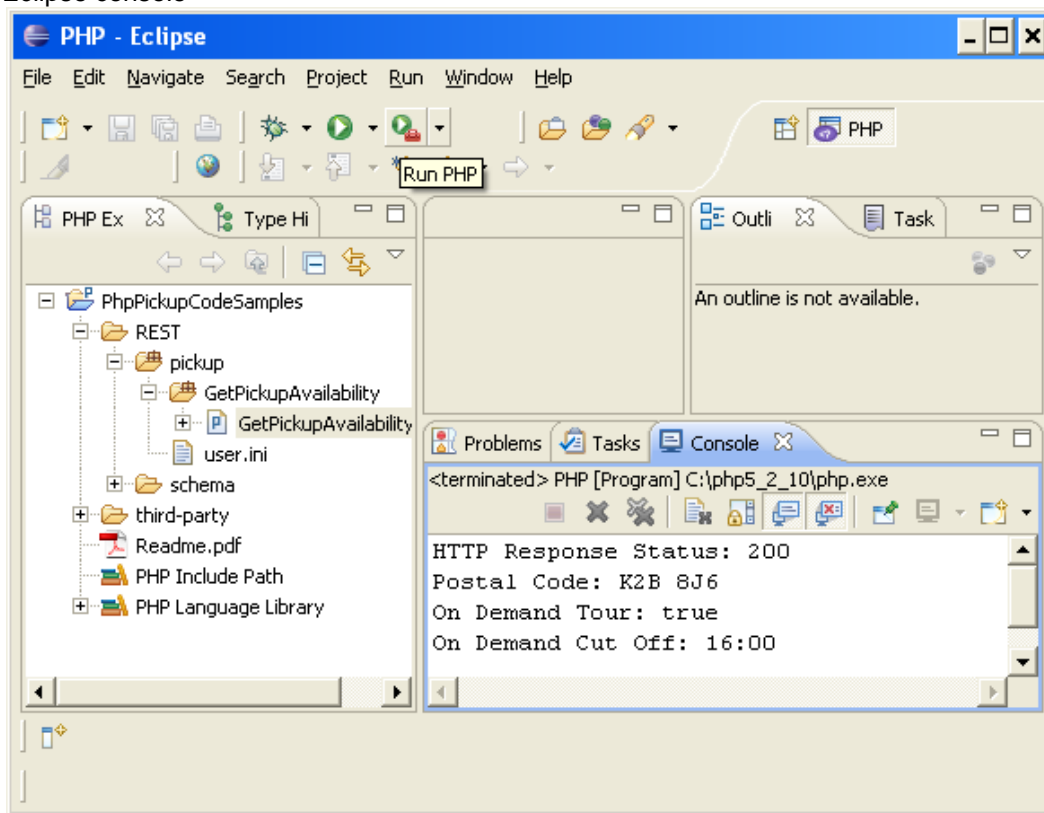 Eclipse console
PHP - Eclipse
File Edit Navigate Search Project Run Window Help
PHP
Run PHP
PHP Ex Type Hi
PhpPickupCodeSamples
REST
pickup
GetPickupAvailability
GetPickupAvailability
user.ini
schema
third-party
Readme.pdf
PHP Include Path
PHP Language Library
Outli Task
An outline is not available.
Problems Tasks Console
<terminated> PHP [Program] C:\php5_2_10\php.exe
HTTP Response Status: 200
Postal Code: K2B 8J6
On Demand Tour: true
On Demand Cut Off: 16:00